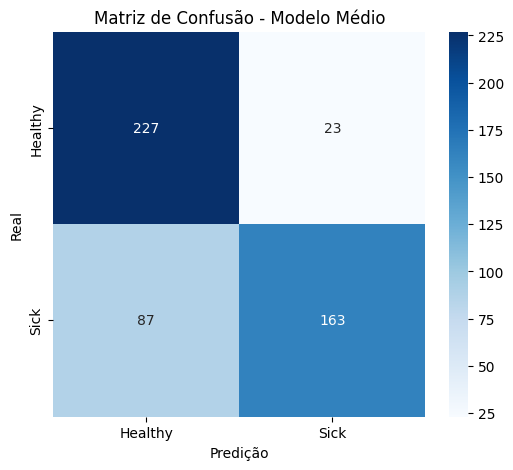 Matriz de Confusão - Modelo Médio
Real
Healthy
Sick
227
23
87
163
Healthy
Sick
Predição
225
200
175
150
125
100
75
50
25